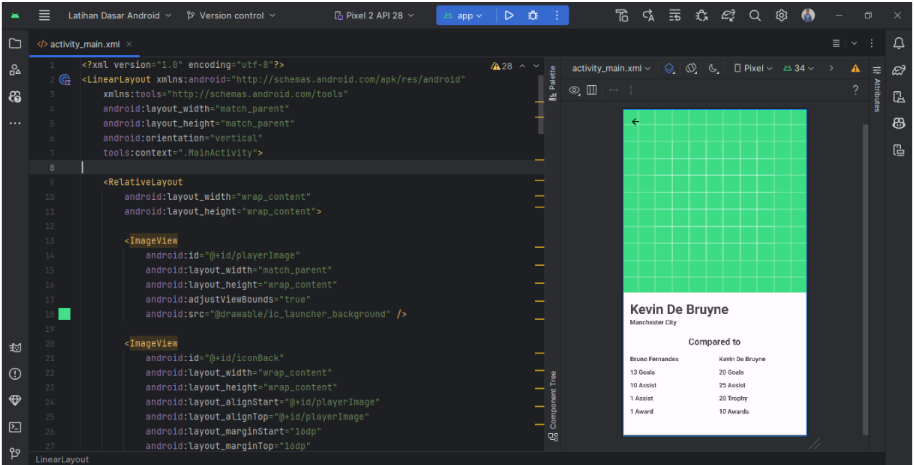 Latihan Dasar Android
Version control
Pixel 2 API 28
app
activity_main.xml
1 <?xml version="1.0" encoding="utf-8"?>
2 <LinearLayout xmlns:android="http://schemas.android.com/apk/res/android"
3 xmlns:tools="http://schemas.android.com/tools"
4 android:layout_width="match_parent"
5 android:layout_height="match_parent"
6 android:orientation="vertical"
7 tools:context=".MainActivity">
8
9 <RelativeLayout
10 android:layout_width="wrap_content"
11 android:layout_height="wrap_content">
12
13 <ImageView
14 android:id="@+id/playerImage"
15 android:layout_width="match_parent"
16 android:layout_height="wrap_content"
17 android:adjustViewBounds="true"
18 android:src="@drawable/ic_launcher_background" />
19
20 <ImageView
21 android:id="@+id/iconBack"
22 android:layout_width="wrap_content"
23 android:layout_height="wrap_content"
24 android:layout_alignStart="@+id/playerImage"
25 android:layout_alignTop="@+id/playerImage"
26 android:layout_marginStart="16dp"
27 android:layout_marginTop="16dp"
28
Palette
Component Tree
activity_main.xml
Pixel
34
?
Attributes
Kevin De Bruyne
Manchester City
Compared to
Bruno Fernandes Kevin De Bruyne
13 Goals 20 Goals
10 Assist 25 Assist
1 Assist 20 Trophy
1 Award 10 Awards
LinearLayout